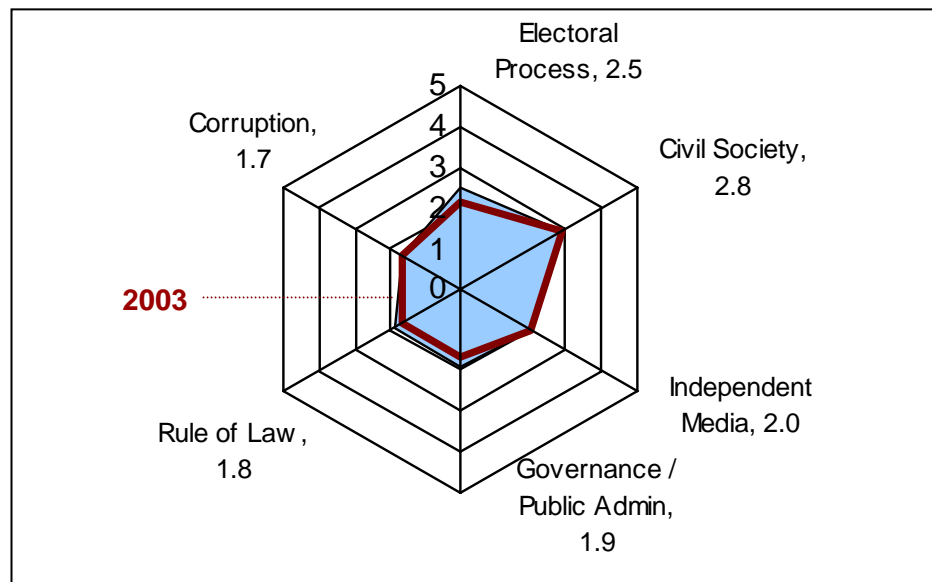 Electoral
Process, 2.5
Civil Society,
2.8
Independent
Media, 2.0
Governance /
Public Admin,
1.9
Rule of Law ,
1.8
Corruption,
1.7
5
4
3
2
1
0
2003